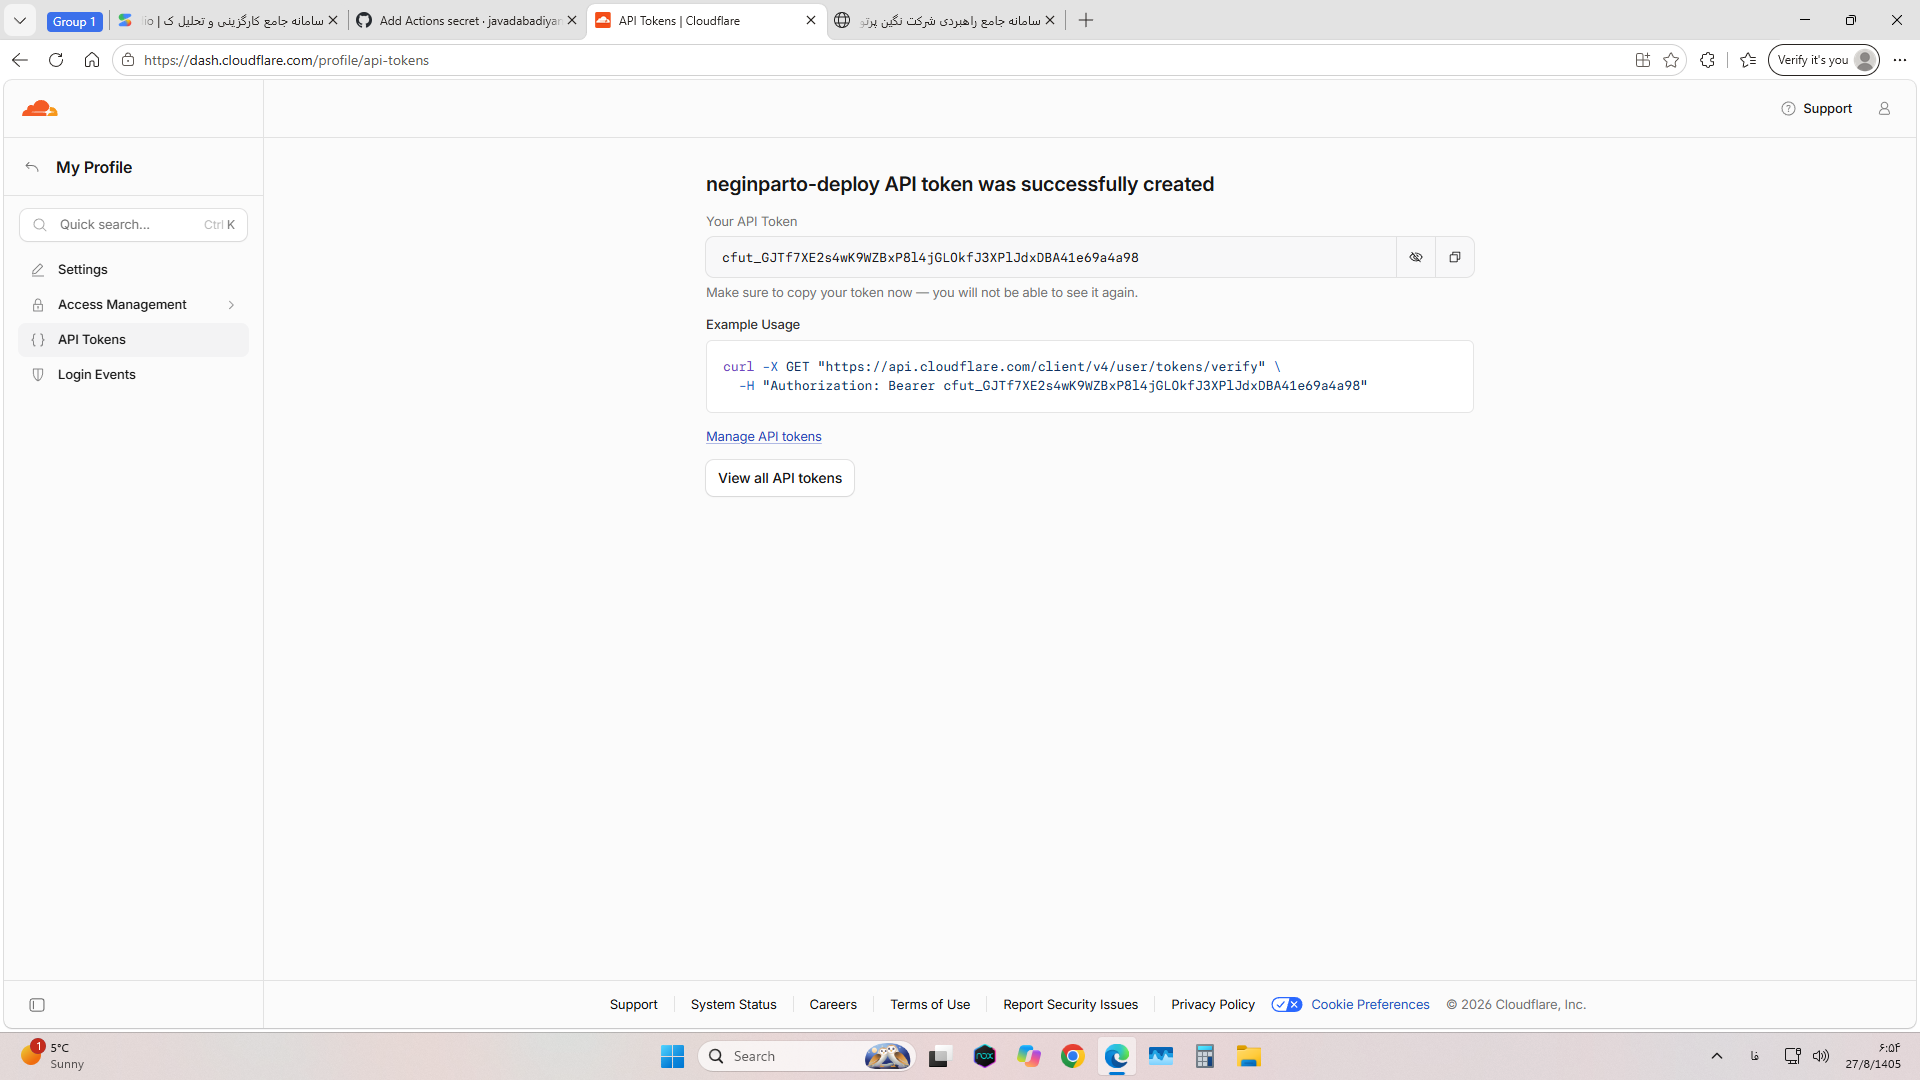 Group 1
سامانه جامع کارگزینی و تحلیل ک | lio
Add Actions secret · javadabadiyan
API Tokens | Cloudflare
سامانه جامع راهبردی شرکت نگین پرتو
https://dash.cloudflare.com/profile/api-tokens
Verify it's you
Support
My Profile
Quick search... Ctrl K
Settings
Access Management
API Tokens
Login Events
neginparto-deploy API token was successfully created
Your API Token
cfut_GJTf7XE2s4wK9WZBxP8l4jGLOkfJ3XPlJdxDBA41e69a4a98
Make sure to copy your token now — you will not be able to see it again.
Example Usage
curl -X GET "https://api.cloudflare.com/client/v4/user/tokens/verify" \
-H "Authorization: Bearer cfut_GJTf7XE2s4wK9WZBxP8l4jGLOkfJ3XPlJdxDBA41e69a4a98"
Manage API tokens
View all API tokens
Support
System Status
Careers
Terms of Use
Report Security Issues
Privacy Policy
Cookie Preferences
© 2026 Cloudflare, Inc.
1
5°C
Sunny
Search
nox
فا
۶:۵۴
27/8/1405